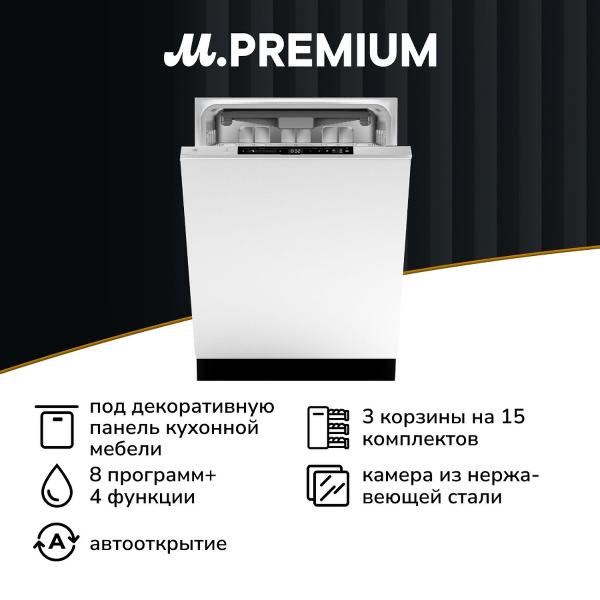 м.PREMIUM
под декоративную
панель кухонной
мебели
3 корзины на 15
комплектов
8 программ+
4 функции
камера из нержа-
веющей стали
A
автооткрытие